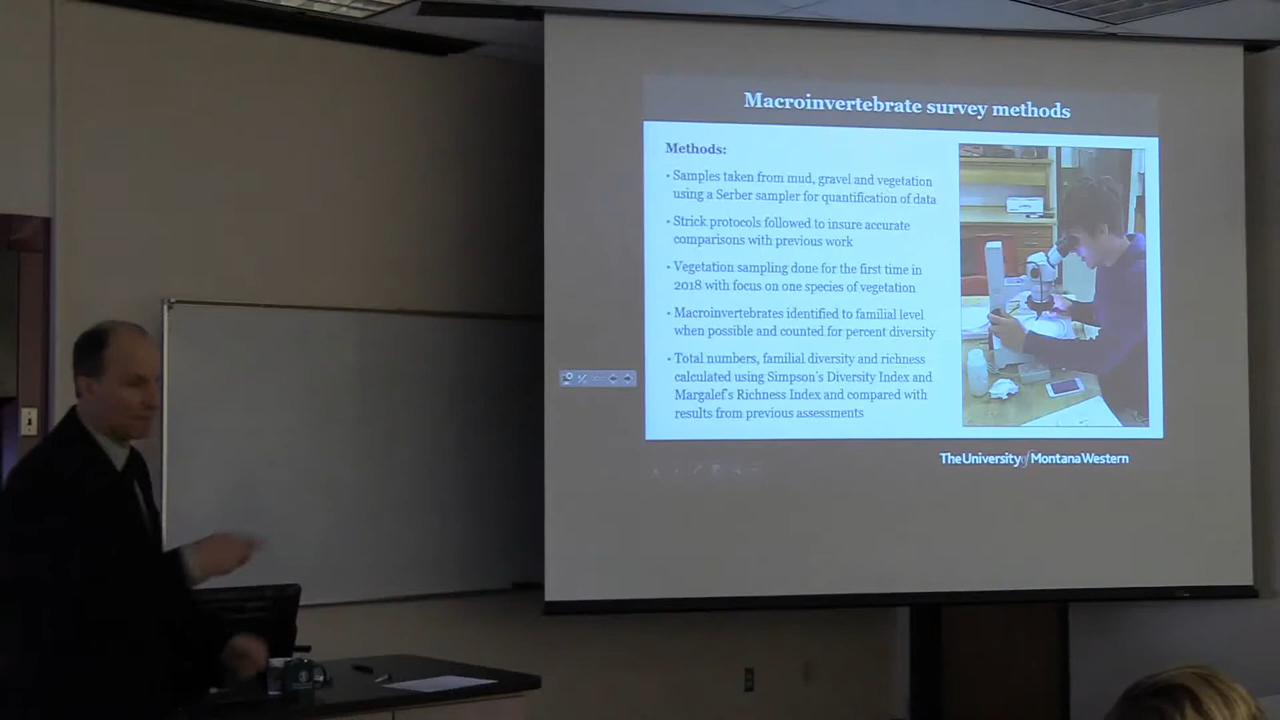 Macroinvertebrate survey methods
Methods:
• Samples taken from mud, gravel and vegetation
using a Serber sampler for quantification of data
• Strick protocols followed to insure accurate
comparisons with previous work
• Vegetation sampling done for the first time in
2018 with focus on one species of vegetation
• Macroinvertebrates identified to familial level
when possible and counted for percent diversity
• Total numbers, familial diversity and richness
calculated using Simpson's Diversity Index and
Margalef's Richness Index and compared with
results from previous assessments
The University of Montana Western